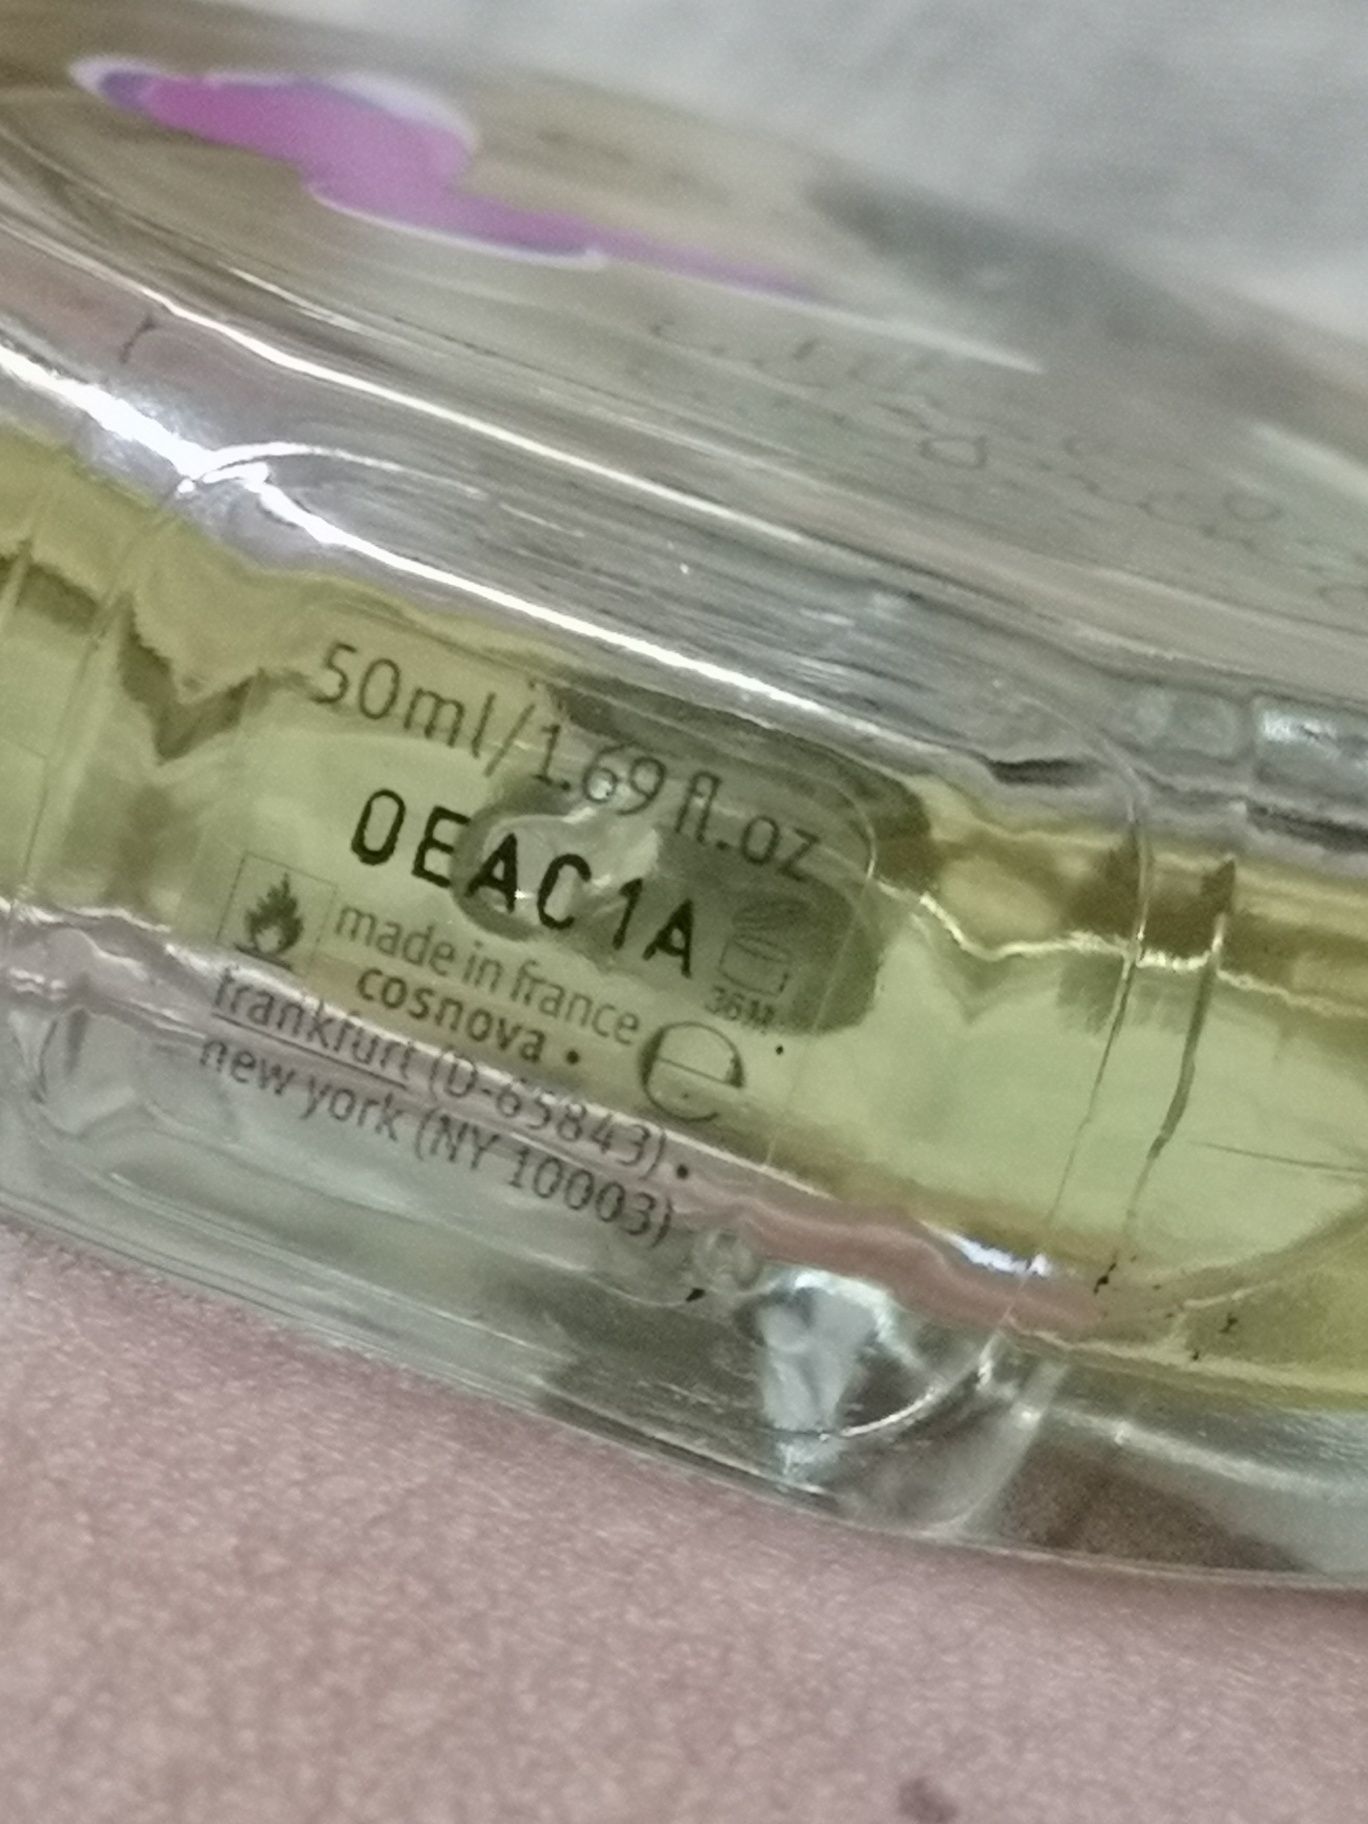 50ml/1.69 fl.oz
0EAC1A
36M
made in france
cosnova •
e
frankfurt (D-65843) •
new york (NY 10003)